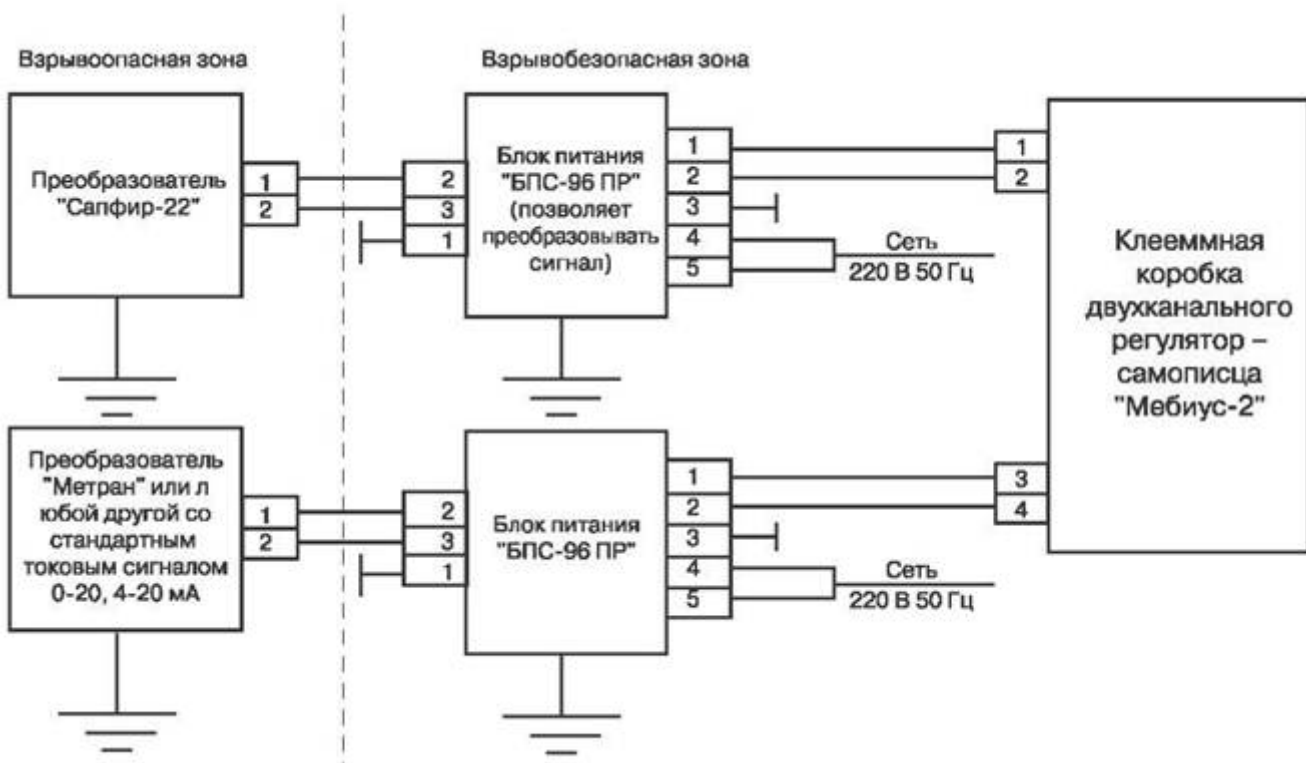 Взрывоопасная зона
Взрывобезопасная зона
Преобразователь
"Сапфир-22"
1
2
2
3
1
Блок питания
"БПС-96 ПР"
(позволяет
преобразовывать
сигнал)
1
2
3
4
5
Сеть
220 В 50 Гц
1
2
Клееммная
коробка
двухканального
регулятор –
самописца
"Мебиус-2"
3
4
Преобразователь
"Метран" или л
юбой другой со
стандартным
токовым сигналом
0-20, 4-20 мА
1
2
2
3
1
Блок питания
"БПС-96 ПР"
1
2
3
4
5
Сеть
220 В 50 Гц